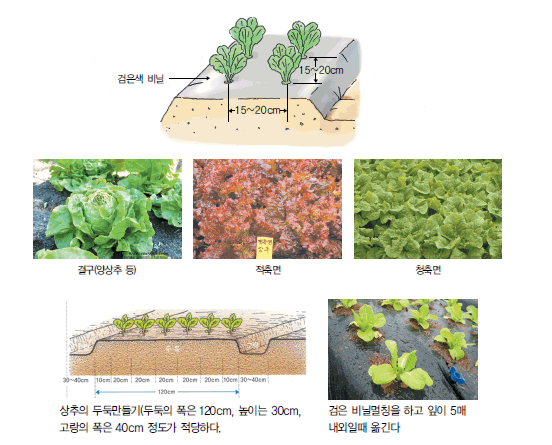 검은색 비닐
15~20cm
15~20cm
결구(양상추 등)
적축면
청축면
30~40cm 10cm 20cm 20cm 20cm 20cm 20cm 10cm 30~40cm
120cm
상추의 두둑만들기(두둑의 폭은 120cm, 높이는 30cm,
고랑의 폭은 40cm 정도가 적당하다.
검은 비닐멀칭을 하고 잎이 5매
내외일때 옮긴다